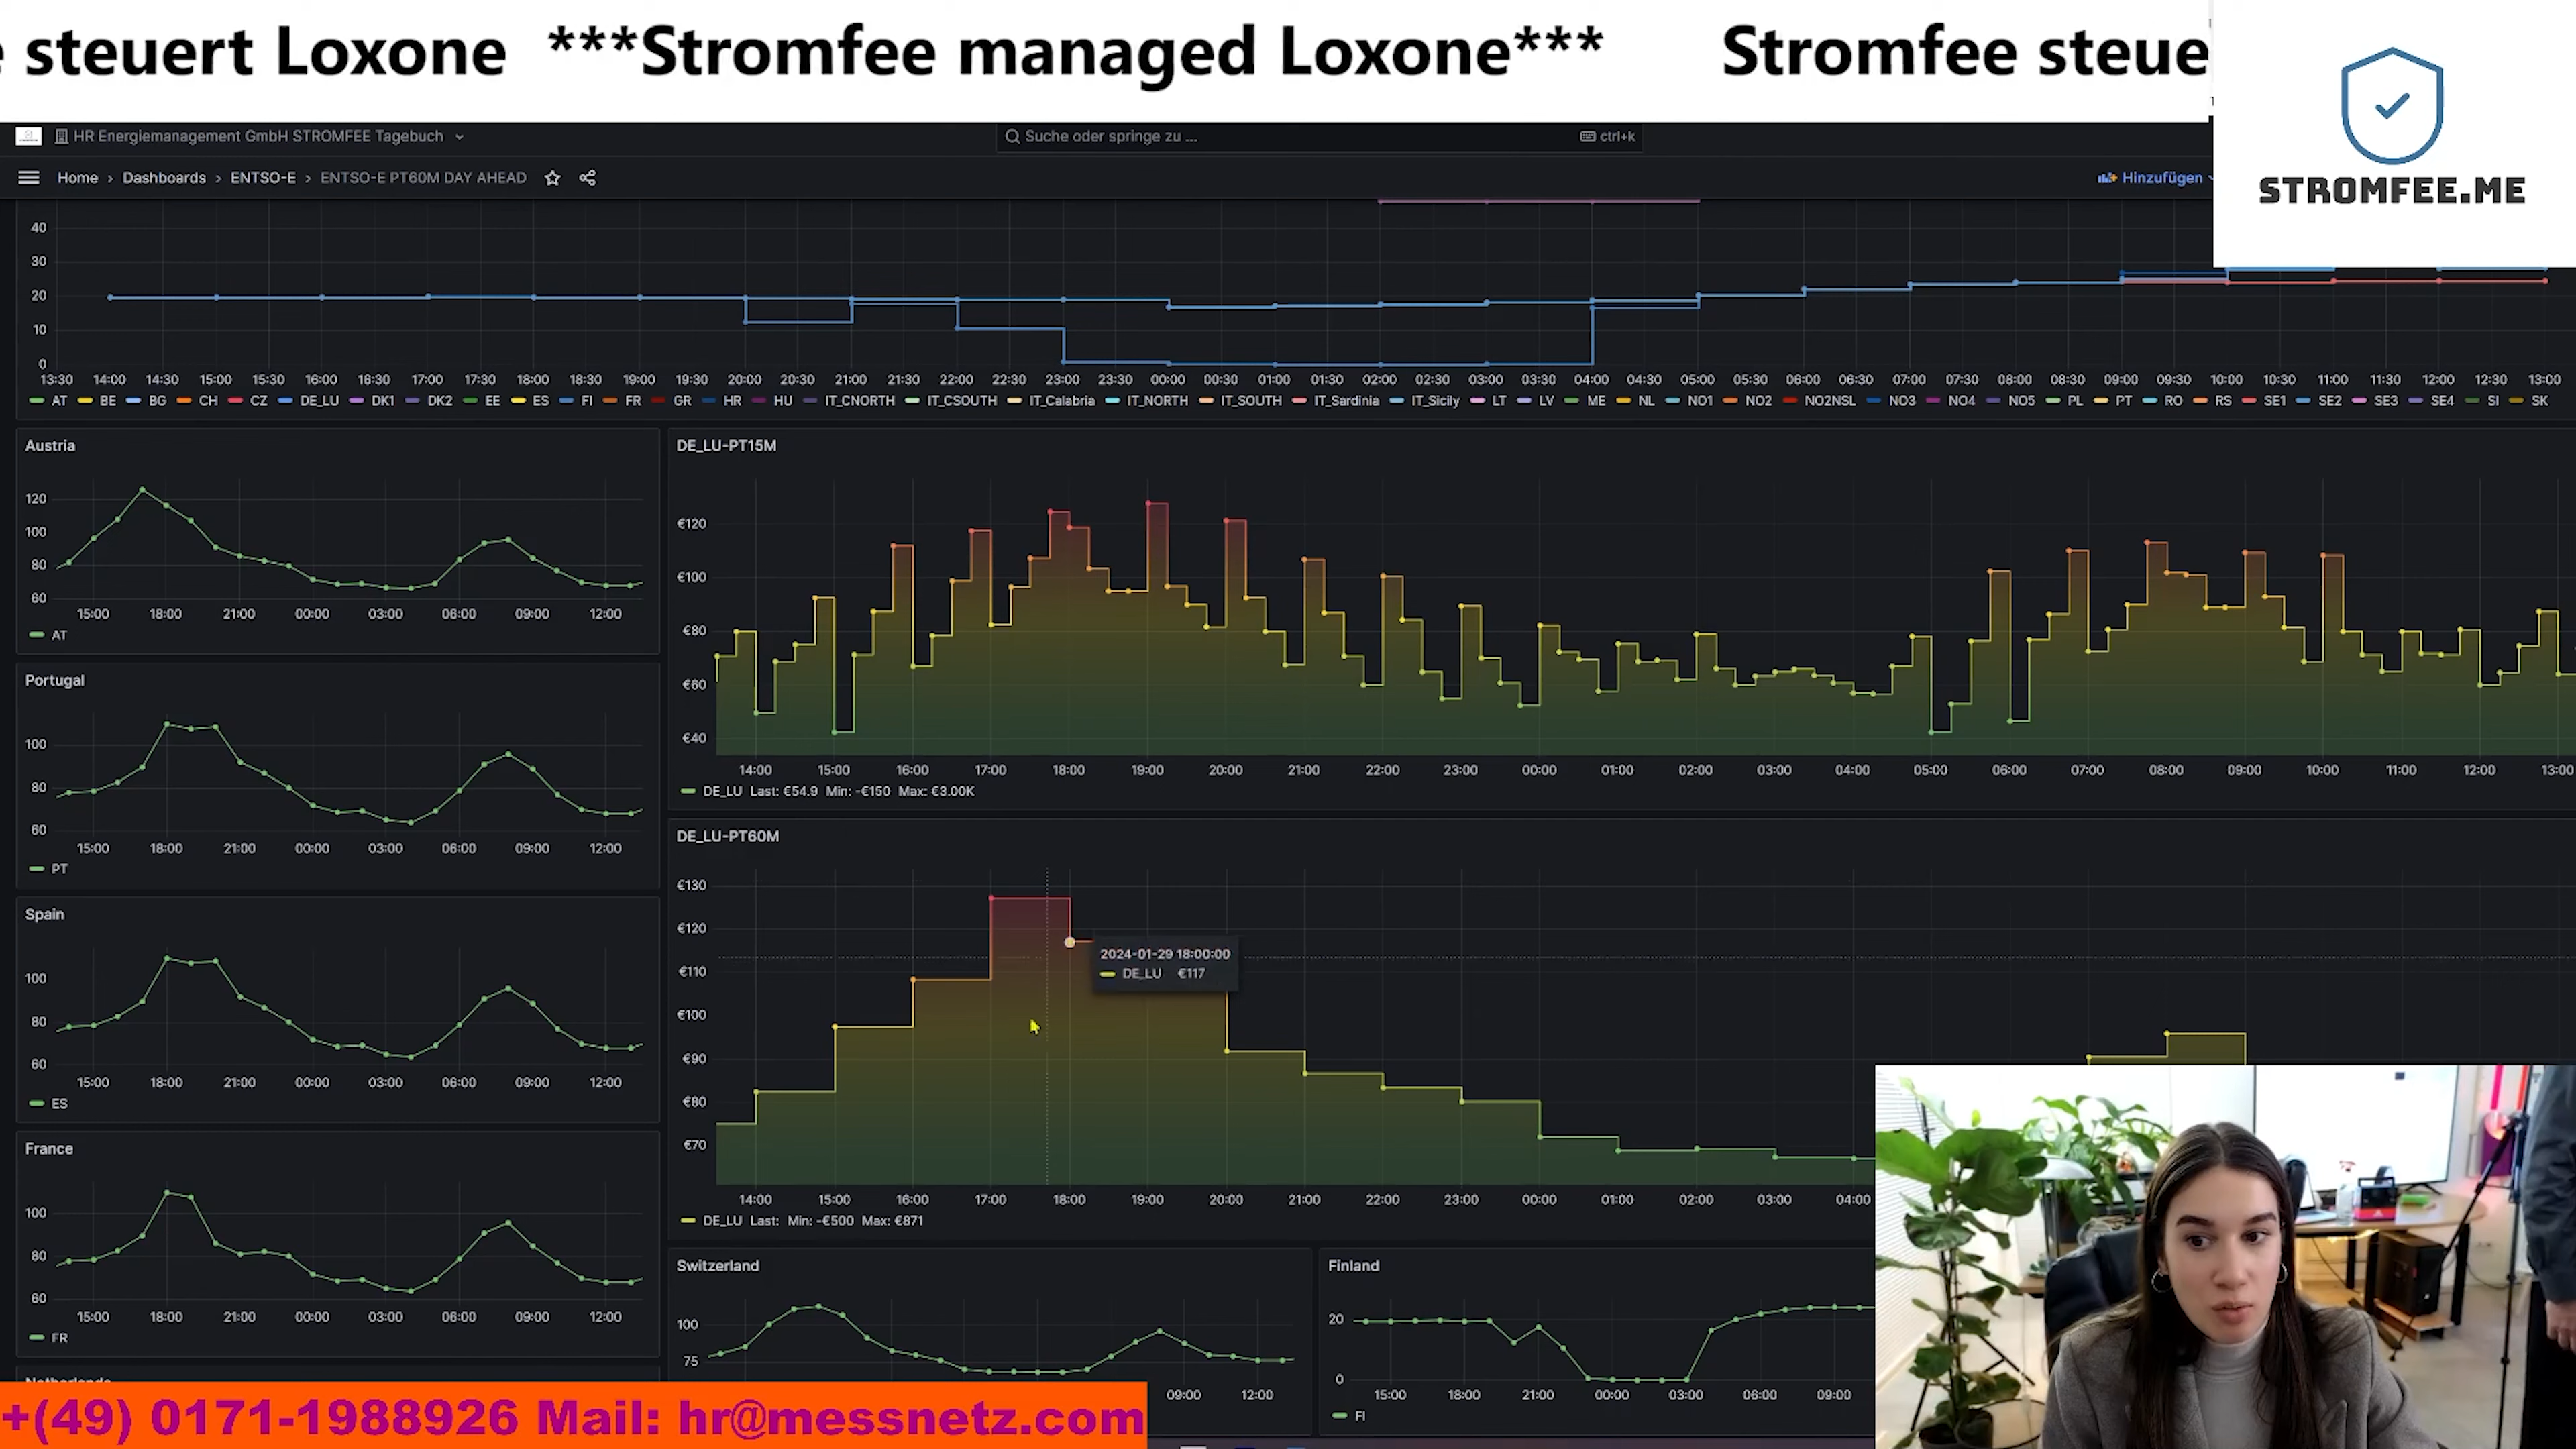 steuert Loxone ***Stromfee managed Loxone*** Stromfee steue
STROMFEE.ME
HR Energiemanagement GmbH STROMFEE Tagebuch
Suche oder springe zu ...
ctrl+k
Home › Dashboards › ENTSO-E › ENTSO-E PT60M DAY AHEAD
Hinzufügen
40
30
20
10
0
13:30 14:00 14:30 15:00 15:30 16:00 16:30 17:00 17:30 18:00 18:30 19:00 19:30 20:00 20:30 21:00 21:30 22:00 22:30 23:00 23:30 00:00 00:30 01:00 01:30 02:00 02:30 03:00 03:30 04:00 04:30 05:00 05:30 06:00 06:30 07:00 07:30 08:00 08:30 09:00 09:30 10:00 10:30 11:00 11:30 12:00 12:30 13:00
AT BE BG CH CZ DE_LU DK1 DK2 EE ES FI FR GR HR HU IT_CNORTH IT_CSOUTH IT_Calabria IT_NORTH IT_SOUTH IT_Sardinia IT_Sicily LT LV ME NL NO1 NO2 NO2NSL NO3 NO4 NO5 PL PT RO RS SE1 SE2 SE3 SE4 SI SK
Austria
120
100
80
60
15:00 18:00 21:00 00:00 03:00 06:00 09:00 12:00
AT
Portugal
100
80
60
15:00 18:00 21:00 00:00 03:00 06:00 09:00 12:00
PT
Spain
100
80
60
15:00 18:00 21:00 00:00 03:00 06:00 09:00 12:00
ES
France
100
80
60
15:00 18:00 21:00 00:00 03:00 06:00 09:00 12:00
FR
DE_LU-PT15M
€120
€100
€80
€60
€40
14:00 15:00 16:00 17:00 18:00 19:00 20:00 21:00 22:00 23:00 00:00 01:00 02:00 03:00 04:00 05:00 06:00 07:00 08:00 09:00 10:00 11:00 12:00 13:00
DE_LU Last: €54.9 Min: -€150 Max: €3.00K
DE_LU-PT60M
€130
€120
€110
€100
€90
€80
€70
2024-01-29 18:00:00
DE_LU €117
14:00 15:00 16:00 17:00 18:00 19:00 20:00 21:00 22:00 23:00 00:00 01:00 02:00 03:00 04:00
DE_LU Last: Min: -€500 Max: €871
Switzerland
100
75
09:00 12:00
Finland
20
0
15:00 18:00 21:00 00:00 03:00 06:00 09:00
FI
+(49) 0171-1988926 Mail: hr@messnetz.com